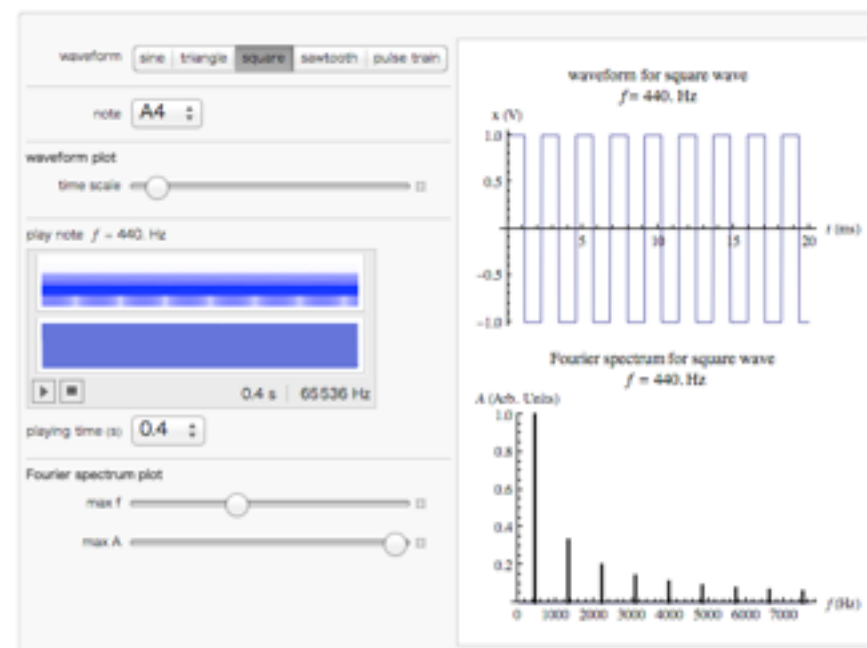 waveform sine triangle square sawtooth pulse train
note A4
waveform plot
time scale
play note f = 440. Hz
0.4 s 65536 Hz
playing time (s) 0.4
Fourier spectrum plot
max f
max A
waveform for square wave
f = 440. Hz
x (V)
1.0
0.5
5 10 15 20 t (ms)
-0.5
-1.0
Fourier spectrum for square wave
f = 440. Hz
A (Arb. Units)
1.0
0.8
0.6
0.4
0.2
0 1000 2000 3000 4000 5000 6000 7000 f (Hz)